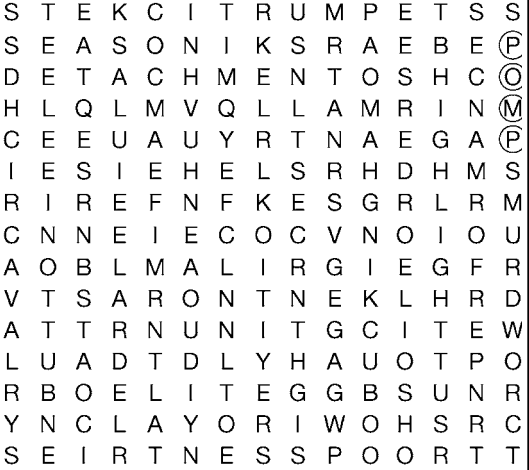 S T E K C I T R U M P E T S S
S E A S O N I K S R A E B E P
D E T A C H M E N T O S H C O
H L Q L M V Q L L A M R I N M
C E E U A U Y R T N A E G A P
I E S I E H E L S R H D H M S
R I R E F N F K E S G R L R M
C N N E I E C O C V N O I O U
A O B L M A L I R G I E G F R
V T S A R O N T N E K L H R D
A T T R N U N I T G C I T E W
L U A D T D L Y H A U O T P O
R B O E L I T E G G B S U N R
Y N C L A Y O R I W O H S R C
S E I R T N E S S P O O R T T